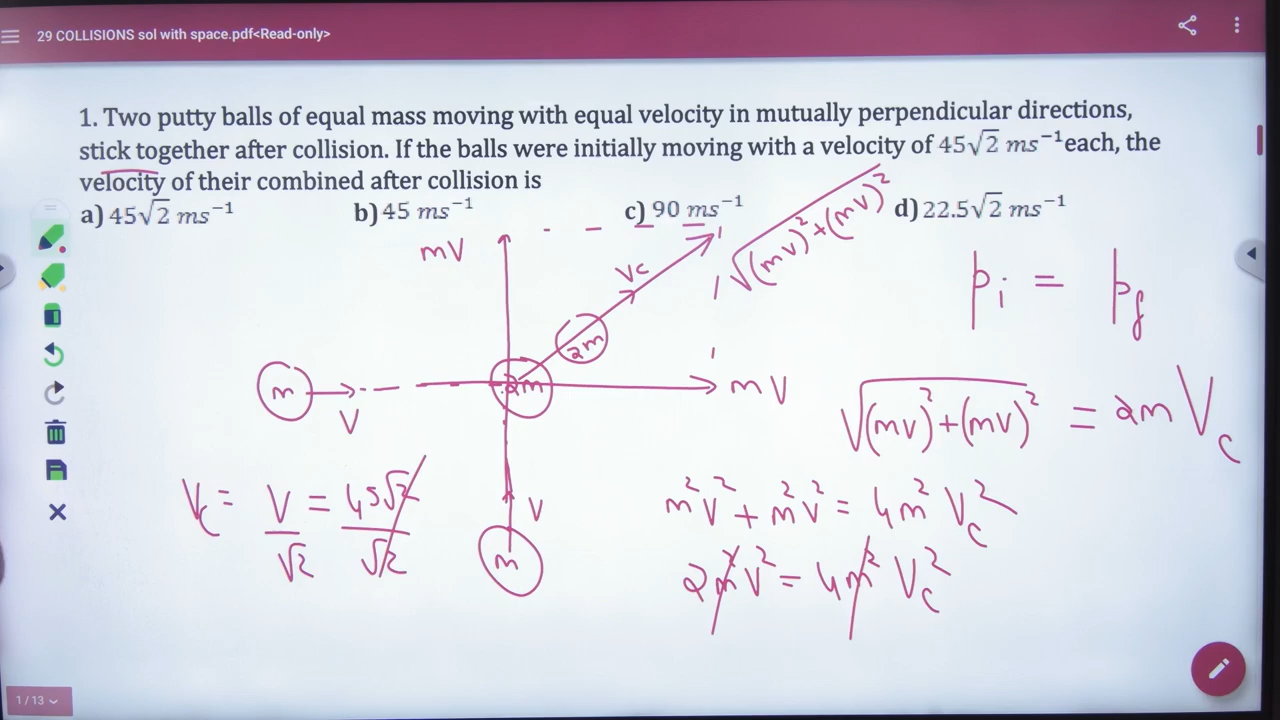 29 COLLISIONS sol with space.pdf<Read-only>
1. Two putty balls of equal mass moving with equal velocity in mutually perpendicular directions,
stick together after collision. If the balls were initially moving with a velocity of 45√2 ms⁻¹each, the
velocity of their combined after collision is
a) 45√2 ms⁻¹ b) 45 ms⁻¹ c) 90 ms⁻¹ d) 22.5√2 ms⁻¹
mV
Vc
√(mV)²+(mV)²
2m
pi = pf
m
V
2m
mV
√(mV)²+(mV)² = 2m Vc
Vc = V/√2 = 45√2/√2
V
m
m²V²+m²V² = 4m² Vc²
2m²V² = 4m² Vc²
1 / 13